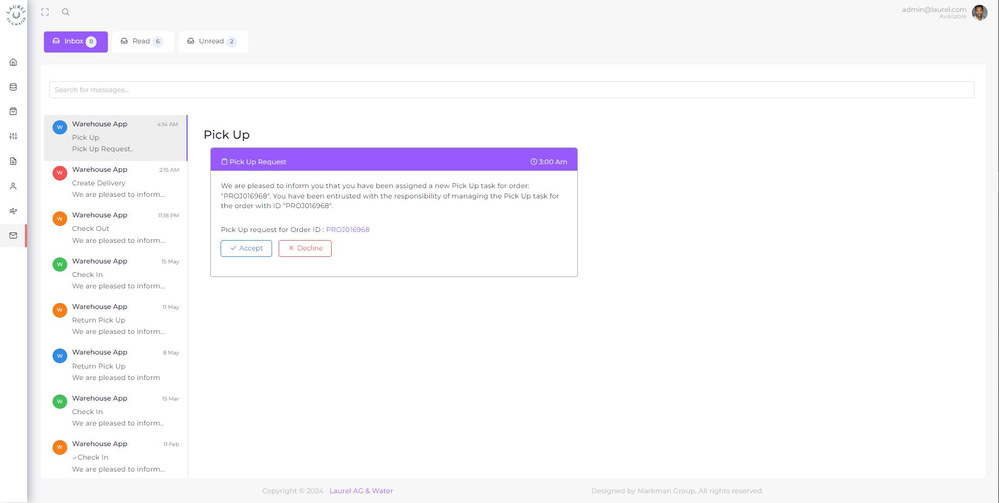 LAUREL
AG & WATER
admin@laurel.com
Available
Inbox 8
Read 6
Unread 2
Search for messages...
W
Warehouse App
4:14 AM
Pick Up
Pick Up Request..
W
Warehouse App
2:15 AM
Create Delivery
We are pleased to inform...
W
Warehouse App
11:18 PM
Check Out
We are pleased to inform...
W
Warehouse App
15 May
Check In
We are pleased to inform...
W
Warehouse App
11 May
Return Pick Up
We are pleased to inform...
W
Warehouse App
8 May
Return Pick Up
We are pleased to inform
W
Warehouse App
15 Mar
Check In
We are pleased to inform..
W
Warehouse App
11 Feb
Check In
We are pleased to inform...
Pick Up
Pick Up Request
3:00 Am
We are pleased to inform you that you have been assigned a new Pick Up task for order:
"PROJ016968". You have been entrusted with the responsibility of managing the Pick Up task for
the order with ID "PROJ016968".
Pick Up request for Order ID : PROJ016968
Accept
Decline
Copyright © 2024 Laurel AG & Water
Designed by Markman Group, All rights reserved.